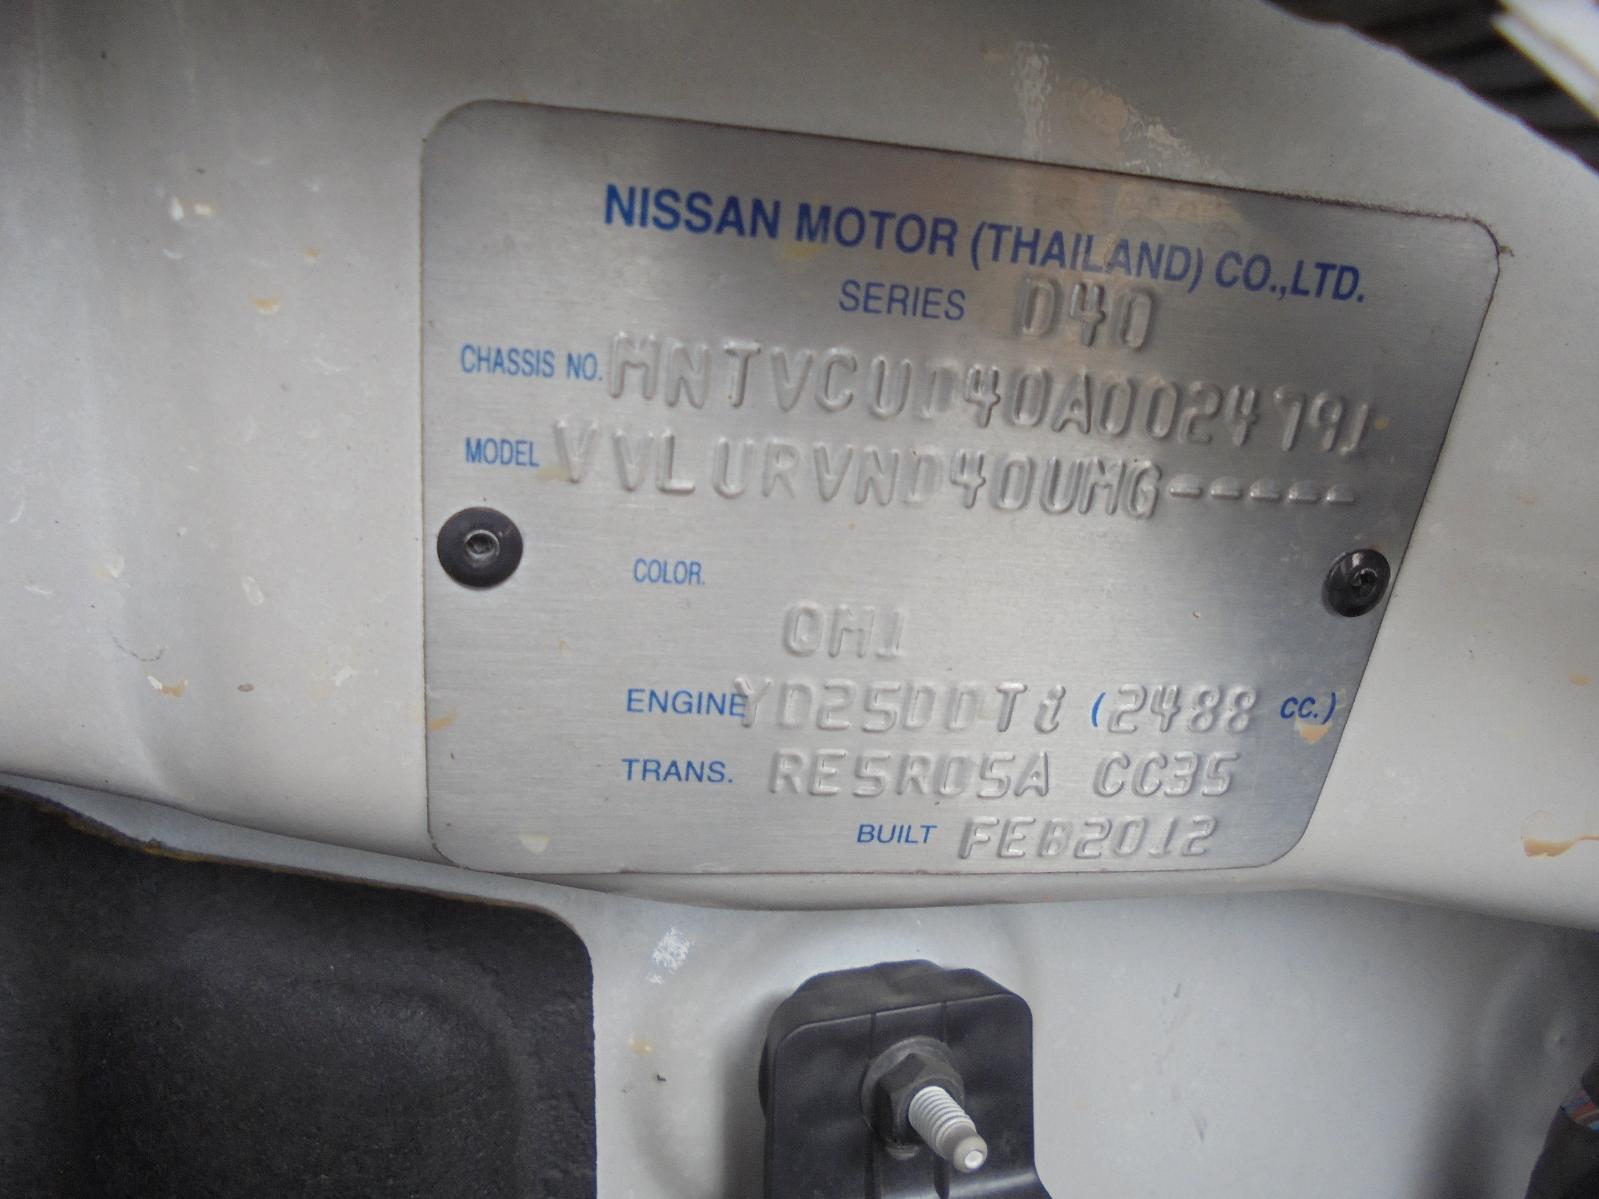 NISSAN MOTOR (THAILAND) CO.,LTD.
SERIES D40
CHASSIS NO. MNTVCUD40A0024791
MODEL VVLURVND40UMG-----
COLOR.
QM1
ENGINE YD25DDTi (2488 cc.)
TRANS. RE5R05A CC35
BUILT FEB2012